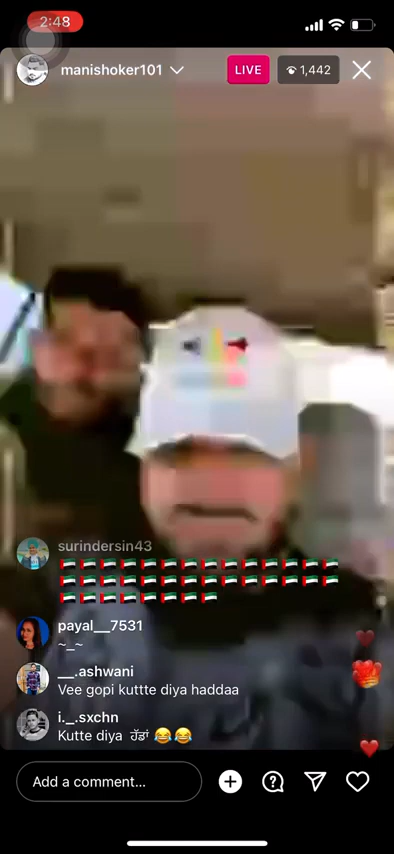 2:48
manishoker101
LIVE
1,442
surindersin43
🇦🇪🇦🇪🇦🇪🇦🇪🇦🇪🇦🇪🇦🇪🇦🇪🇦🇪🇦🇪🇦🇪🇦🇪🇦🇪🇦🇪
🇦🇪🇦🇪🇦🇪🇦🇪🇦🇪🇦🇪🇦🇪🇦🇪🇦🇪🇦🇪🇦🇪🇦🇪🇦🇪🇦🇪
🇦🇪🇦🇪🇦🇪🇦🇪🇦🇪🇦🇪🇦🇪🇦🇪
payal__7531
~_~
__.ashwani
Vee gopi kuttte diya haddaa
i._.sxchn
Kutte diya ਹੱਡਾਂ 😂😂
Add a comment...